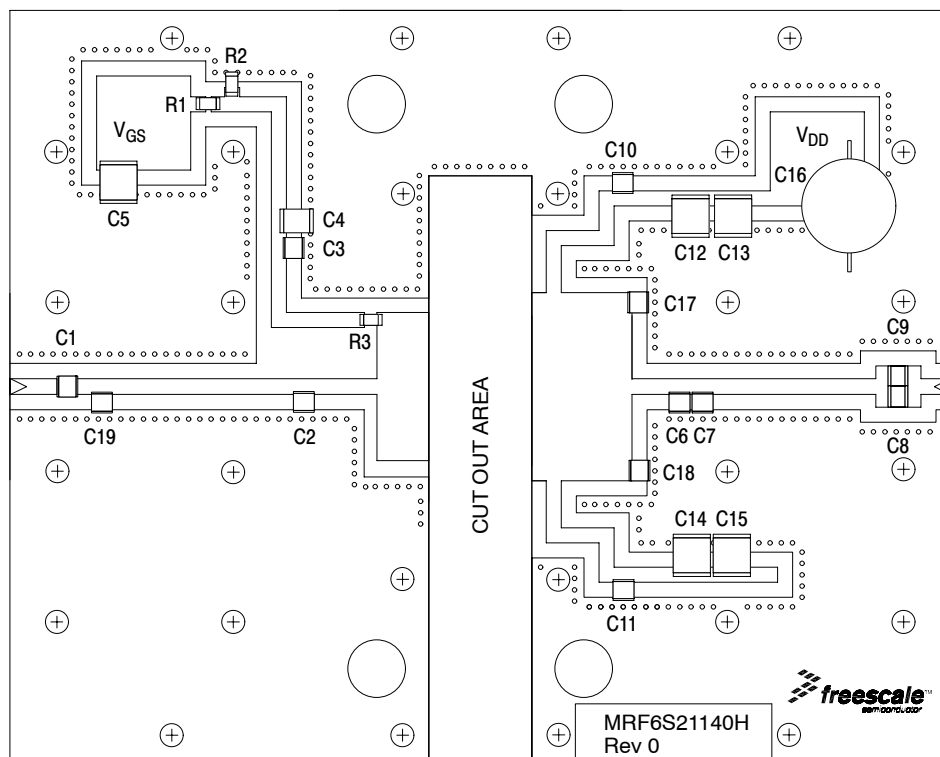 R2
R1
VGS
C5
C4
C3
C10
VDD
C16
C12 C13
C17
C1
R3
C9
C19
C2
CUT OUT AREA
C6 C7
C8
C18
C14 C15
C11
freescale™
semiconductor
MRF6S21140H
Rev 0